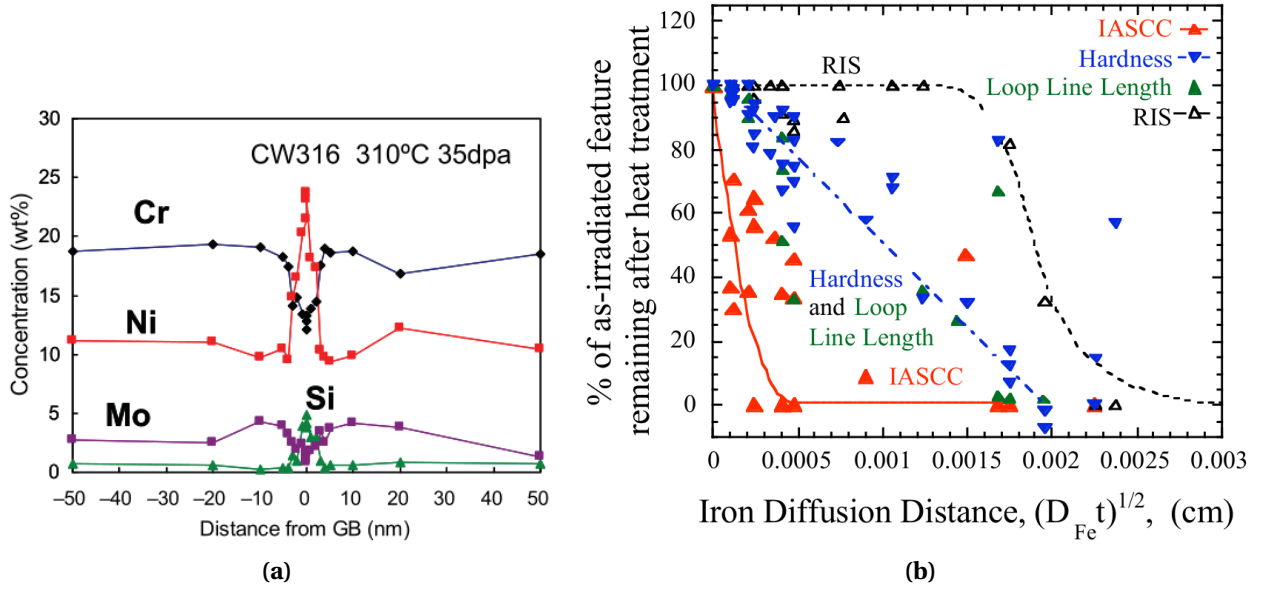 30
25
20
15
10
5
0
Concentration (wt%)
CW316 310ºC 35dpa
Cr
Ni
Mo
Si
–50 –40 –30 –20 –10 0 10 20 30 40 50
Distance from GB (nm)
(a)
120
100
80
60
40
20
0
% of as-irradiated feature
remaining after heat treatment
IASCC
Hardness
Loop Line Length
RIS
RIS
Hardness
and Loop
Line Length
IASCC
0 0.0005 0.001 0.0015 0.002 0.0025 0.003
Iron Diffusion Distance, (D_Fe t)^1/2, (cm)
(b)